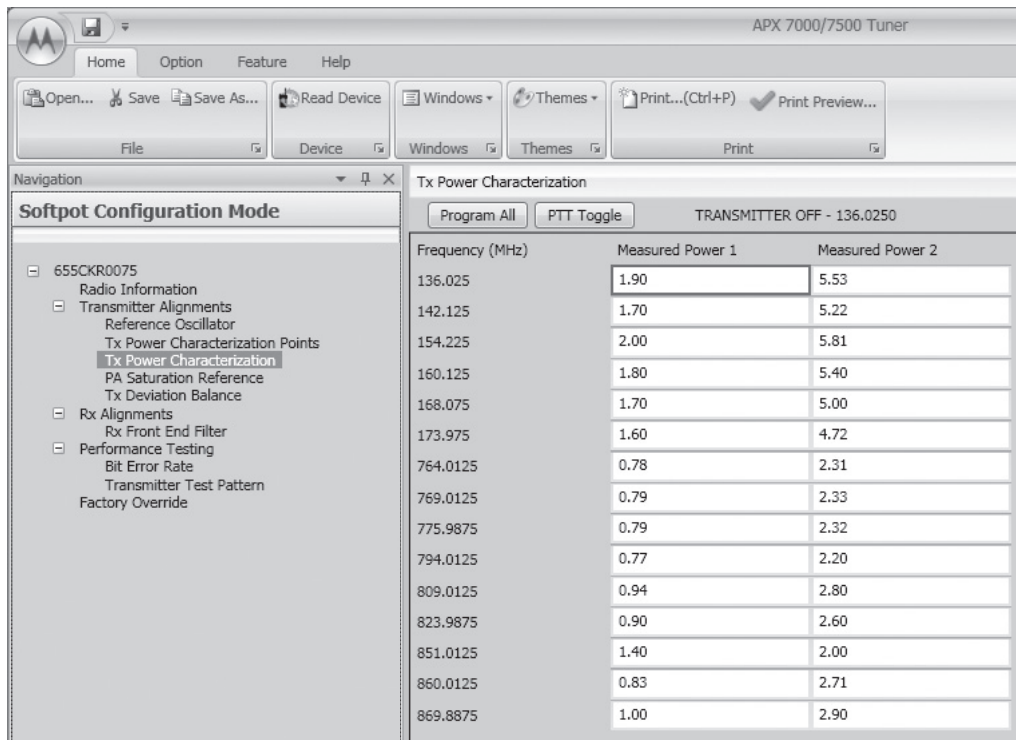 APX 7000/7500 Tuner
Home Option Feature Help
Open... Save Save As... Read Device Windows Themes Print...(Ctrl+P) Print Preview...
File Device Windows Themes Print
Navigation
Softpot Configuration Mode
655CKR0075
Radio Information
Transmitter Alignments
Reference Oscillator
Tx Power Characterization Points
Tx Power Characterization
PA Saturation Reference
Tx Deviation Balance
Rx Alignments
Rx Front End Filter
Performance Testing
Bit Error Rate
Transmitter Test Pattern
Factory Override
Tx Power Characterization
Program All PTT Toggle TRANSMITTER OFF - 136.0250
Frequency (MHz) Measured Power 1 Measured Power 2
136.025 1.90 5.53
142.125 1.70 5.22
154.225 2.00 5.81
160.125 1.80 5.40
168.075 1.70 5.00
173.975 1.60 4.72
764.0125 0.78 2.31
769.0125 0.79 2.33
775.9875 0.79 2.32
794.0125 0.77 2.20
809.0125 0.94 2.80
823.9875 0.90 2.60
851.0125 1.40 2.00
860.0125 0.83 2.71
869.8875 1.00 2.90